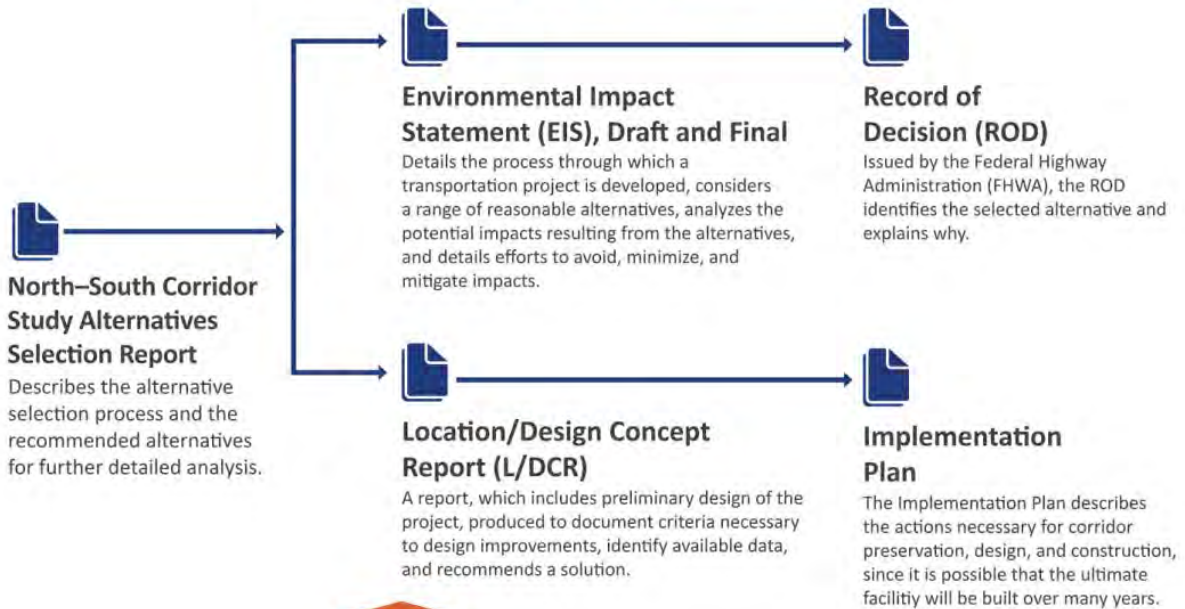 North–South Corridor
Study Alternatives
Selection Report
Describes the alternative
selection process and the
recommended alternatives
for further detailed analysis.
Environmental Impact
Statement (EIS), Draft and Final
Details the process through which a
transportation project is developed, considers
a range of reasonable alternatives, analyzes the
potential impacts resulting from the alternatives,
and details efforts to avoid, minimize, and
mitigate impacts.
Record of
Decision (ROD)
Issued by the Federal Highway
Administration (FHWA), the ROD
identifies the selected alternative and
explains why.
Location/Design Concept
Report (L/DCR)
A report, which includes preliminary design of the
project, produced to document criteria necessary
to design improvements, identify available data,
and recommends a solution.
Implementation
Plan
The Implementation Plan describes
the actions necessary for corridor
preservation, design, and construction,
since it is possible that the ultimate
facilitiy will be built over many years.